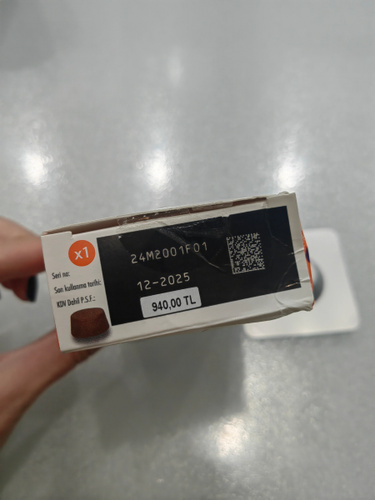 x1
24M2001F01
Seri no:
Son kullanma tarihi:
12-2025
KDV Dahil P.S.F.:
940,00 TL